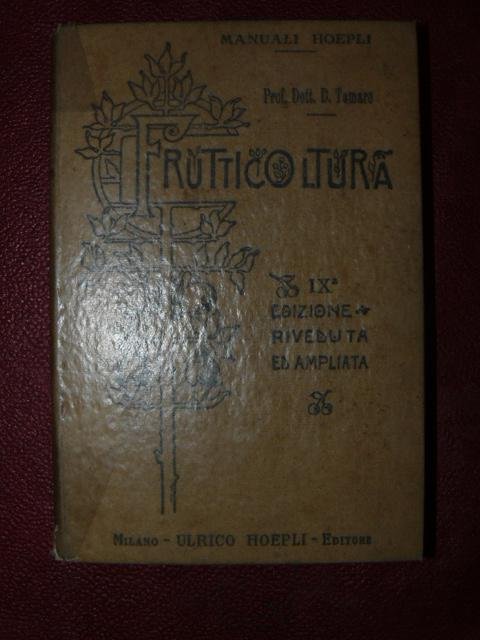 MANUALI HOEPLI
Prof. Dott. D. Tamaro
FRUTTICOLTURA
IXª
EDIZIONE
RIVEDUTA
ED AMPLIATA
MILANO - ULRICO HOEPLI - EDITORE